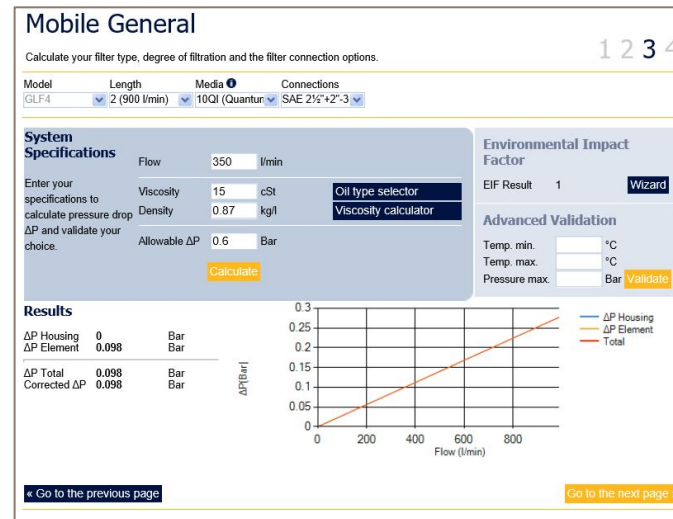 Mobile General
Calculate your filter type, degree of filtration and the filter connection options.
1 2 3 4
Model Length Media Connections
GLF4 2 (900 l/min) 10QI (Quantum SAE 2½"+2"-3
System
Specifications
Enter your
specifications to
calculate pressure drop
ΔP and validate your
choice.
Flow 350 l/min
Viscosity 15 cSt Oil type selector
Density 0.87 kg/l Viscosity calculator
Allowable ΔP 0.6 Bar
Calculate
Environmental Impact
Factor
EIF Result 1 Wizard
Advanced Validation
Temp. min. °C
Temp. max. °C
Pressure max. Bar Validate
Results
ΔP Housing 0 Bar
ΔP Element 0.098 Bar
ΔP Total 0.098 Bar
Corrected ΔP 0.098 Bar
ΔP[Bar]
0.3
0.25
0.2
0.15
0.1
0.05
0
0 200 400 600 800
Flow (l/min)
ΔP Housing
ΔP Element
Total
« Go to the previous page
Go to the next page